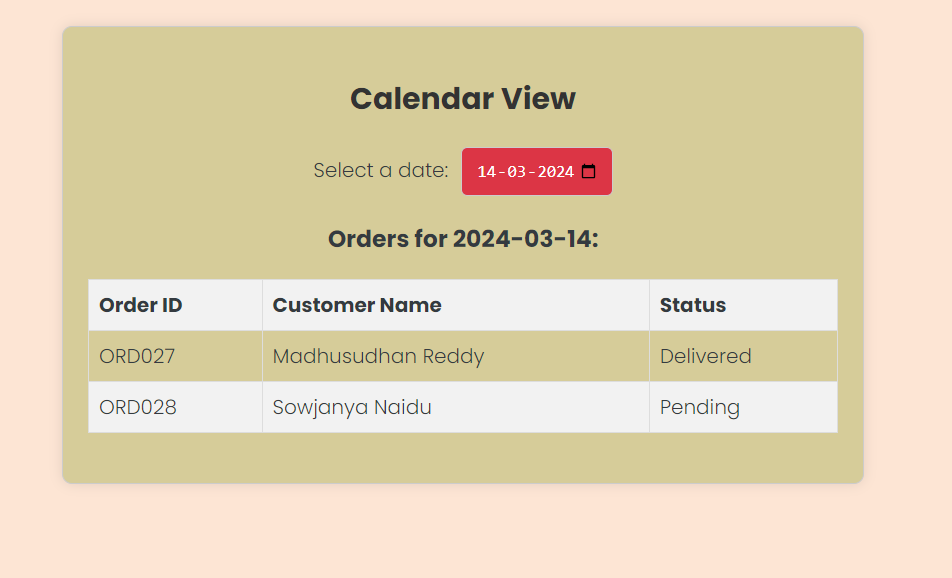 Calendar View
Select a date: 14-03-2024
Orders for 2024-03-14:
Order ID Customer Name Status
ORD027 Madhusudhan Reddy Delivered
ORD028 Sowjanya Naidu Pending